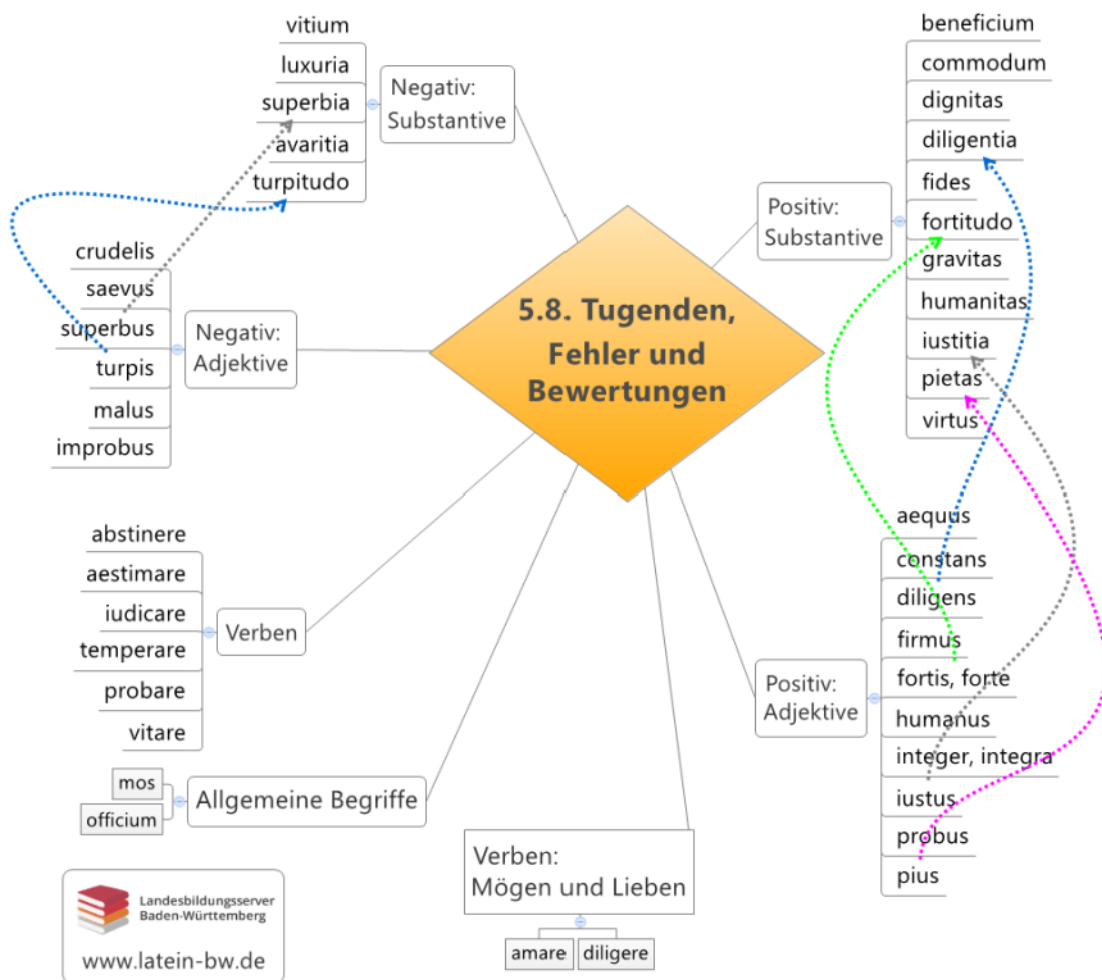 5.8. Tugenden,
Fehler und
Bewertungen
Negativ:
Substantive
vitium
luxuria
superbia
avaritia
turpitudo
Negativ:
Adjektive
crudelis
saevus
superbus
turpis
malus
improbus
Verben
abstinere
aestimare
iudicare
temperare
probare
vitare
Allgemeine Begriffe
mos
officium
Verben:
Mögen und Lieben
amare
diligere
Positiv:
Substantive
beneficium
commodum
dignitas
diligentia
fides
fortitudo
gravitas
humanitas
iustitia
pietas
virtus
Positiv:
Adjektive
aequus
constans
diligens
firmus
fortis, forte
humanus
integer, integra
iustus
probus
pius
Landesbildungsserver
Baden-Württemberg
www.latein-bw.de